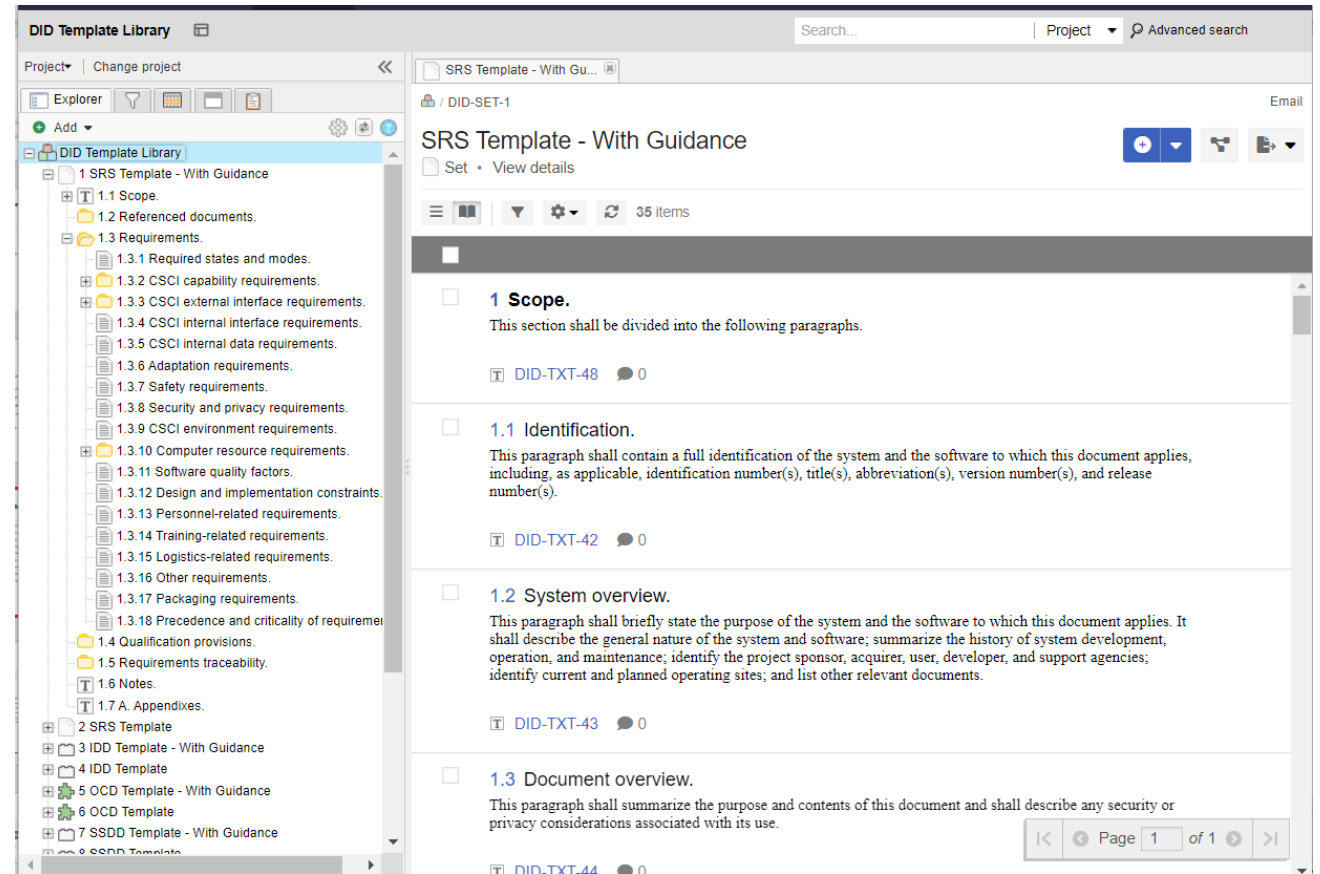 DID Template Library
Search...
Project
Advanced search
Project
Change project
Explorer
Add
DID Template Library
1 SRS Template - With Guidance
T 1.1 Scope.
1.2 Referenced documents.
1.3 Requirements.
1.3.1 Required states and modes.
1.3.2 CSCI capability requirements.
1.3.3 CSCI external interface requirements.
1.3.4 CSCI internal interface requirements.
1.3.5 CSCI internal data requirements.
1.3.6 Adaptation requirements.
1.3.7 Safety requirements.
1.3.8 Security and privacy requirements.
1.3.9 CSCI environment requirements.
1.3.10 Computer resource requirements.
1.3.11 Software quality factors.
1.3.12 Design and implementation constraints.
1.3.13 Personnel-related requirements.
1.3.14 Training-related requirements.
1.3.15 Logistics-related requirements.
1.3.16 Other requirements.
1.3.17 Packaging requirements.
1.3.18 Precedence and criticality of requiremen
1.4 Qualification provisions.
1.5 Requirements traceability.
T 1.6 Notes.
T 1.7 A. Appendixes.
2 SRS Template
3 IDD Template - With Guidance
4 IDD Template
5 OCD Template - With Guidance
6 OCD Template
7 SSDD Template - With Guidance
8 SSDD Template
SRS Template - With Gu...
/ DID-SET-1
Email
SRS Template - With Guidance
Set • View details
35 items
1 Scope.
This section shall be divided into the following paragraphs.
T DID-TXT-48 0
1.1 Identification.
This paragraph shall contain a full identification of the system and the software to which this document applies,
including, as applicable, identification number(s), title(s), abbreviation(s), version number(s), and release
number(s).
T DID-TXT-42 0
1.2 System overview.
This paragraph shall briefly state the purpose of the system and the software to which this document applies. It
shall describe the general nature of the system and software; summarize the history of system development,
operation, and maintenance; identify the project sponsor, acquirer, user, developer, and support agencies;
identify current and planned operating sites; and list other relevant documents.
T DID-TXT-43 0
1.3 Document overview.
This paragraph shall summarize the purpose and contents of this document and shall describe any security or
privacy considerations associated with its use.
T DID-TXT-44 0
Page 1 of 1